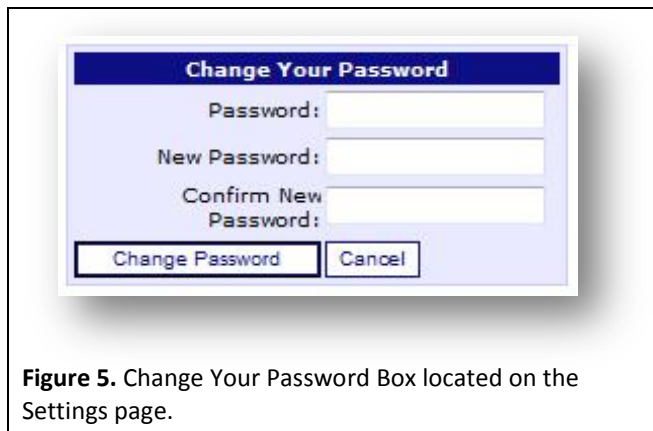 Change Your Password
Password:
New Password:
Confirm New
Password:
Change Password Cancel
Figure 5. Change Your Password Box located on the
Settings page.